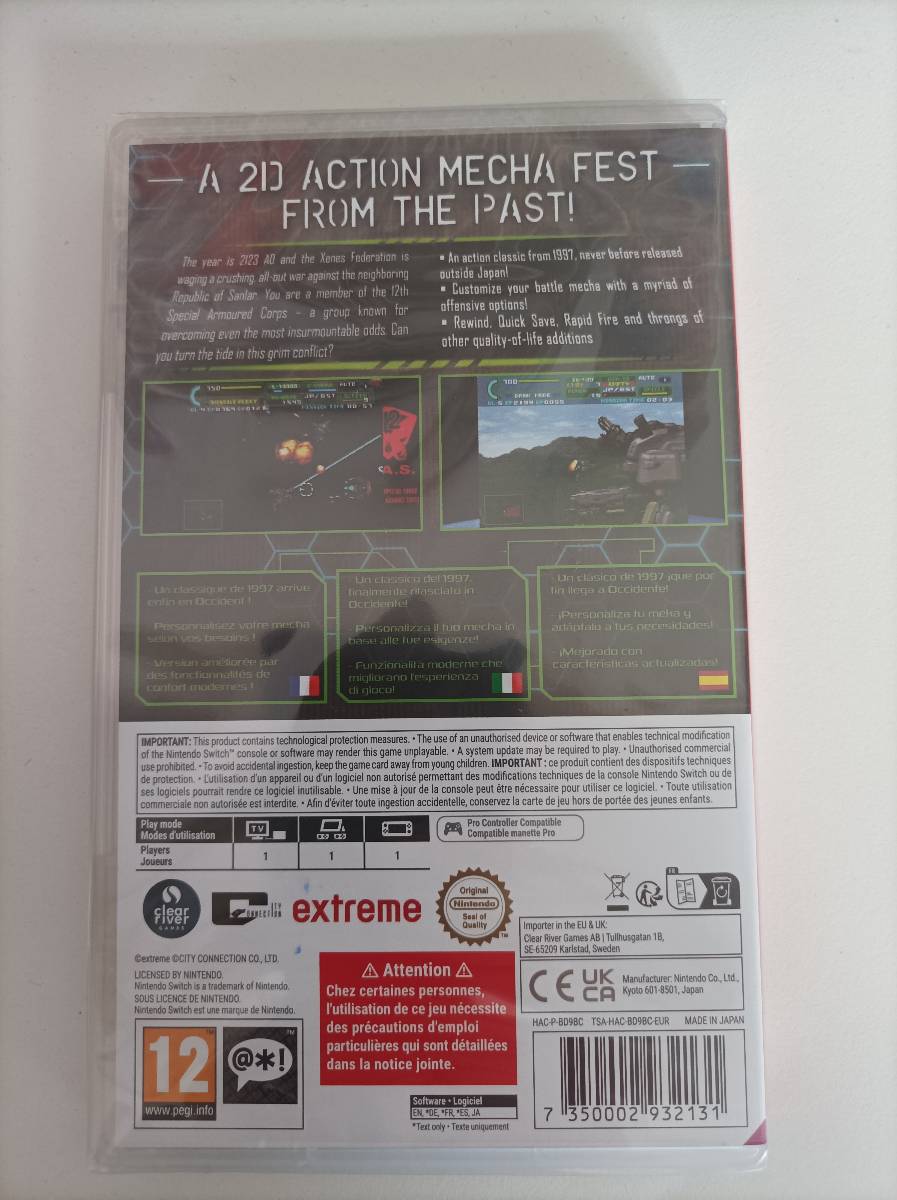 A 2D ACTION MECHA FEST
FROM THE PAST!
The year is 2123 AD and the Xenes Federation is
waging a crushing, all-out war against the neighboring
Republic of Sanlar. You are a member of the 12th
Special Armoured Corps - a group known for
overcoming even the most insurmountable odds. Can
you turn the tide in this grim conflict?
▪ An action classic from 1997, never before released
outside Japan!
▪ Customize your battle mecha with a myriad of
offensive options!
▪ Rewind, Quick Save, Rapid Fire and throngs of
other quality-of-life additions
350
AUTE
JP/BST
12
A.S.
700
AUTE
JP/BST
MISSION TIME 02:03
- Un classique de 1997 arrive
enfin en Occident !
- Personnalisez votre mecha
selon vos besoins !
- Version améliorée par
des fonctionnalités de
confort modernes !
- Un classico del 1997,
finalmente rilasciato in
Occidente!
- Personalizza il tuo mecha in
base alle tue esigenze!
- Funzionalità moderne che
migliorano l'esperienza
di gioco!
- Un clásico de 1997 ¡que por
fin llega a Occidente!
- ¡Personaliza tu meka y
adáptalo a tus necesidades!
- ¡Mejorado con
características actualizadas!
IMPORTANT: This product contains technological protection measures. • The use of an unauthorised device or software that enables technical modification
of the Nintendo Switch™ console or software may render this game unplayable. • A system update may be required to play. • Unauthorised commercial
use prohibited. • To avoid accidental ingestion, keep the game card away from young children. IMPORTANT : ce produit contient des dispositifs techniques
de protection. • L'utilisation d'un appareil ou d'un logiciel non autorisé permettant des modifications techniques de la console Nintendo Switch ou de
ses logiciels pourrait rendre ce logiciel inutilisable. • Une mise à jour de la console peut être nécessaire pour utiliser ce logiciel. • Toute utilisation
commerciale non autorisée est interdite. • Afin d'éviter toute ingestion accidentelle, conservez la carte de jeu hors de portée des jeunes enfants.
Play mode
Modes d'utilisation
TV
Players
Joueurs
1
1
1
Pro Controller Compatible
Compatible manette Pro
clear
river
GAMES
CITY
CONNECTION
extreme
Original
Nintendo
Seal of
Quality
TM
FR
Importer in the EU & UK:
Clear River Games AB | Tullhusgatan 1B,
SE-65209 Karlstad, Sweden
CE UK
CA
Manufacturer: Nintendo Co., Ltd.,
Kyoto 601-8501, Japan
HAC-P-BD9BC TSA-HAC-BD9BC-EUR MADE IN JAPAN
©extreme ©CITY CONNECTION CO., LTD.
LICENSED BY NINTENDO.
Nintendo Switch is a trademark of Nintendo.
SOUS LICENCE DE NINTENDO.
Nintendo Switch est une marque de Nintendo.
⚠ Attention ⚠
Chez certaines personnes,
l'utilisation de ce jeu nécessite
des précautions d'emploi
particulières qui sont détaillées
dans la notice jointe.
12
www.pegi.info
@*!
Software • Logiciel
EN, *DE, *FR, *ES, JA
*Text only • Texte uniquement
7 350002 932131